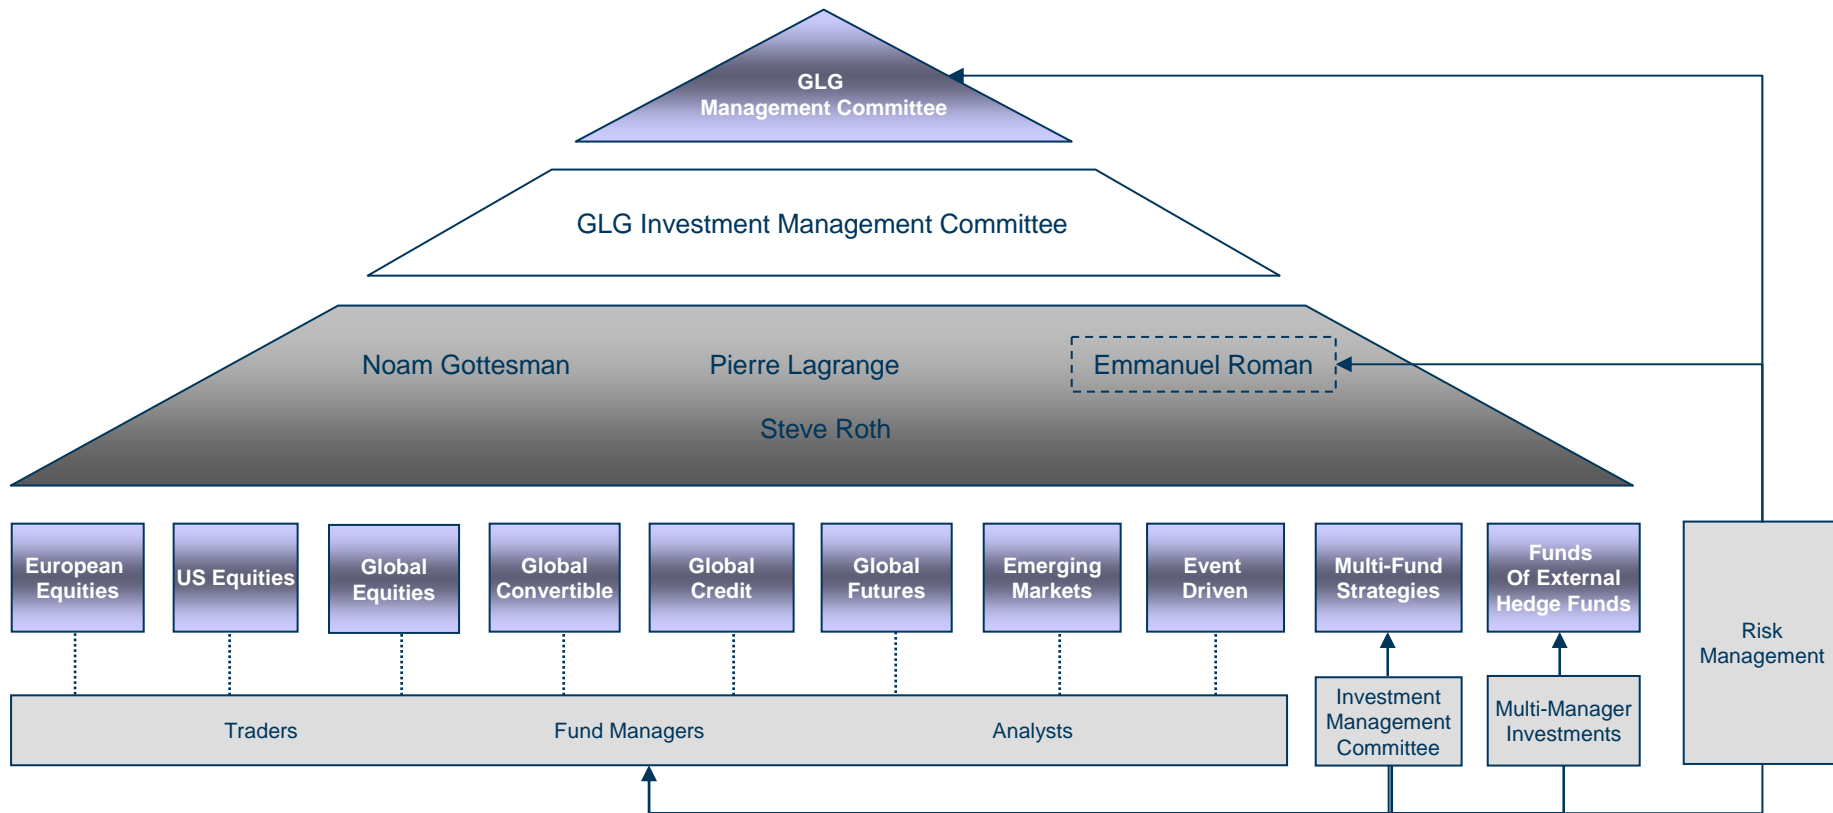 GLG
Management Committee
GLG Investment Management Committee
Noam Gottesman
Pierre Lagrange
Emmanuel Roman
Steve Roth
European
Equities
US Equities
Global
Equities
Global
Convertible
Global
Credit
Global
Futures
Emerging
Markets
Event
Driven
Multi-Fund
Strategies
Funds
Of External
Hedge Funds
Risk
Management
Traders
Fund Managers
Analysts
Investment
Management
Committee
Multi-Manager
Investments